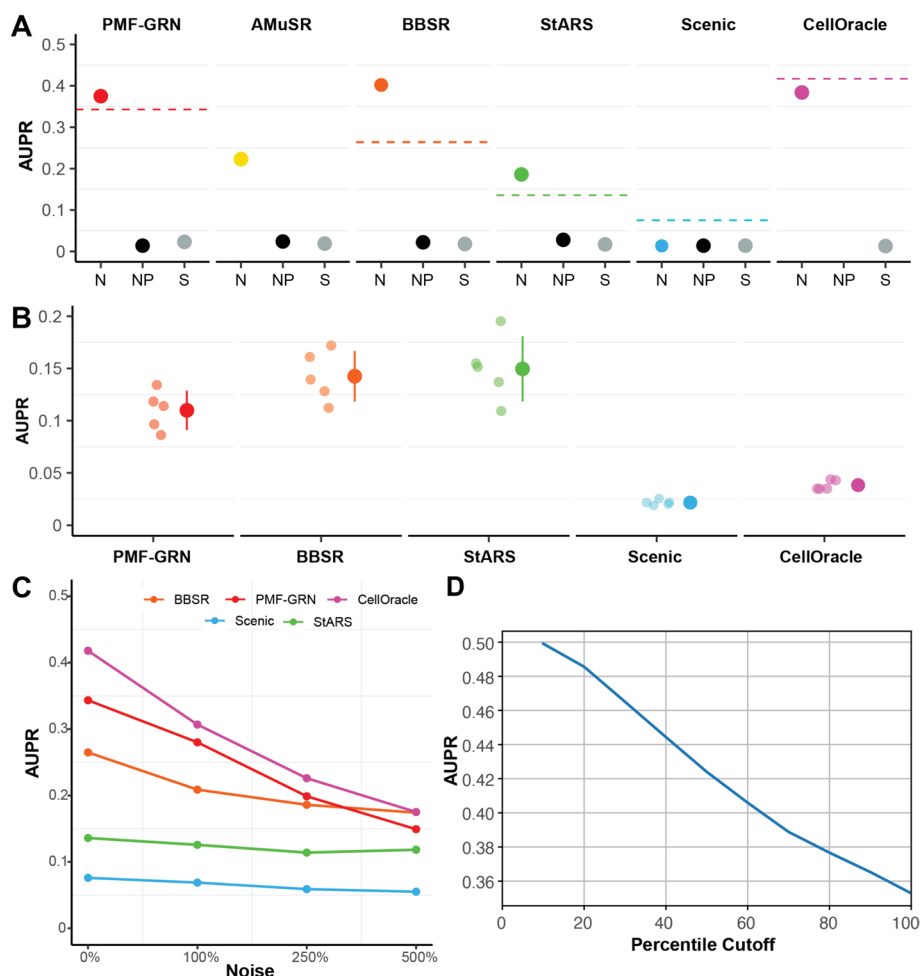 A
PMF-GRN AMuSR BBSR StARS Scenic CellOracle
AUPR
0.5
0.4
0.3
0.2
0.1
0
N NP S N NP S N NP S N NP S N NP S N NP S
B
AUPR
0.2
0.15
0.1
0.05
0
PMF-GRN BBSR StARS Scenic CellOracle
C
AUPR
0.5
0.4
0.3
0.2
0.1
0
BBSR PMF-GRN CellOracle
Scenic StARS
0% 100% 250% 500%
Noise
D
AUPR
0.50
0.48
0.46
0.44
0.42
0.40
0.38
0.36
0 20 40 60 80 100
Percentile Cutoff